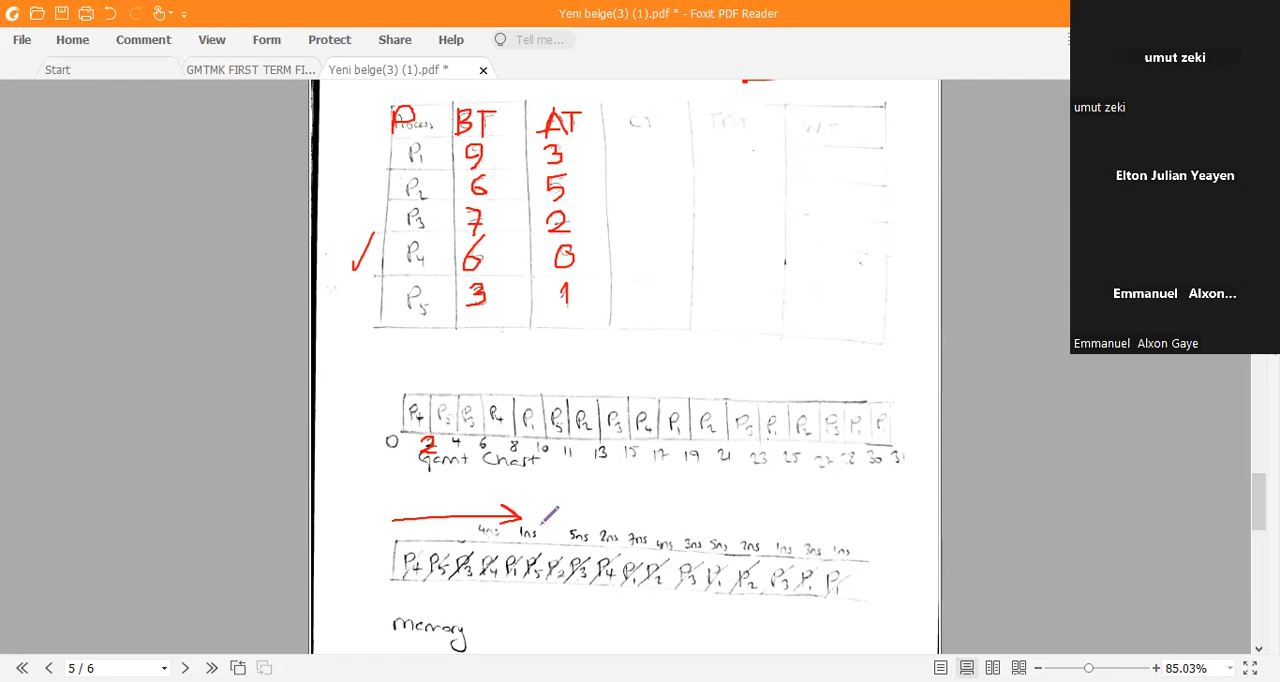 Yeni belge(3) (1).pdf * - Foxit PDF Reader
File Home Comment View Form Protect Share Help Tell me...
Start GMTMK FIRST TERM FI... Yeni belge(3) (1).pdf *
umut zeki
umut zeki
Elton Julian Yeayen
Emmanuel Alxon...
Emmanuel Alxon Gaye
P Process BT AT CT TAT WT
P1 9 3
P2 6 5
P3 7 2
P4 6 0
P5 3 1
P4 P5 P3 P4 P1 P5 P2 P3 P4 P1 P2 P3 P1 P2 P3 P1 P1
0 2 4 6 8 10 11 13 15 17 19 21 23 25 27 28 30 31
Gannt Chart
4ns 1ns 5ns 2ns 7ns 4ns 3ns 5ns 2ns 1ns 3ns 1ns
P4 P5 P3 P4 P1 P5 P2 P3 P4 P1 P2 P3 P1 P2 P3 P1 P1
memory
5 / 6
85.03%